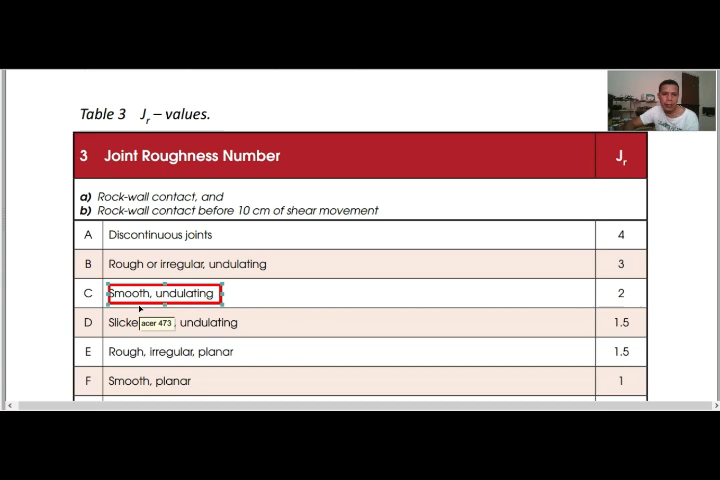 Table 3 Jr – values.
3 Joint Roughness Number Jr
a) Rock-wall contact, and
b) Rock-wall contact before 10 cm of shear movement
A Discontinuous joints 4
B Rough or irregular, undulating 3
C Smooth, undulating 2
D Slicke , undulating 1.5
acer 473
E Rough, irregular, planar 1.5
F Smooth, planar 1